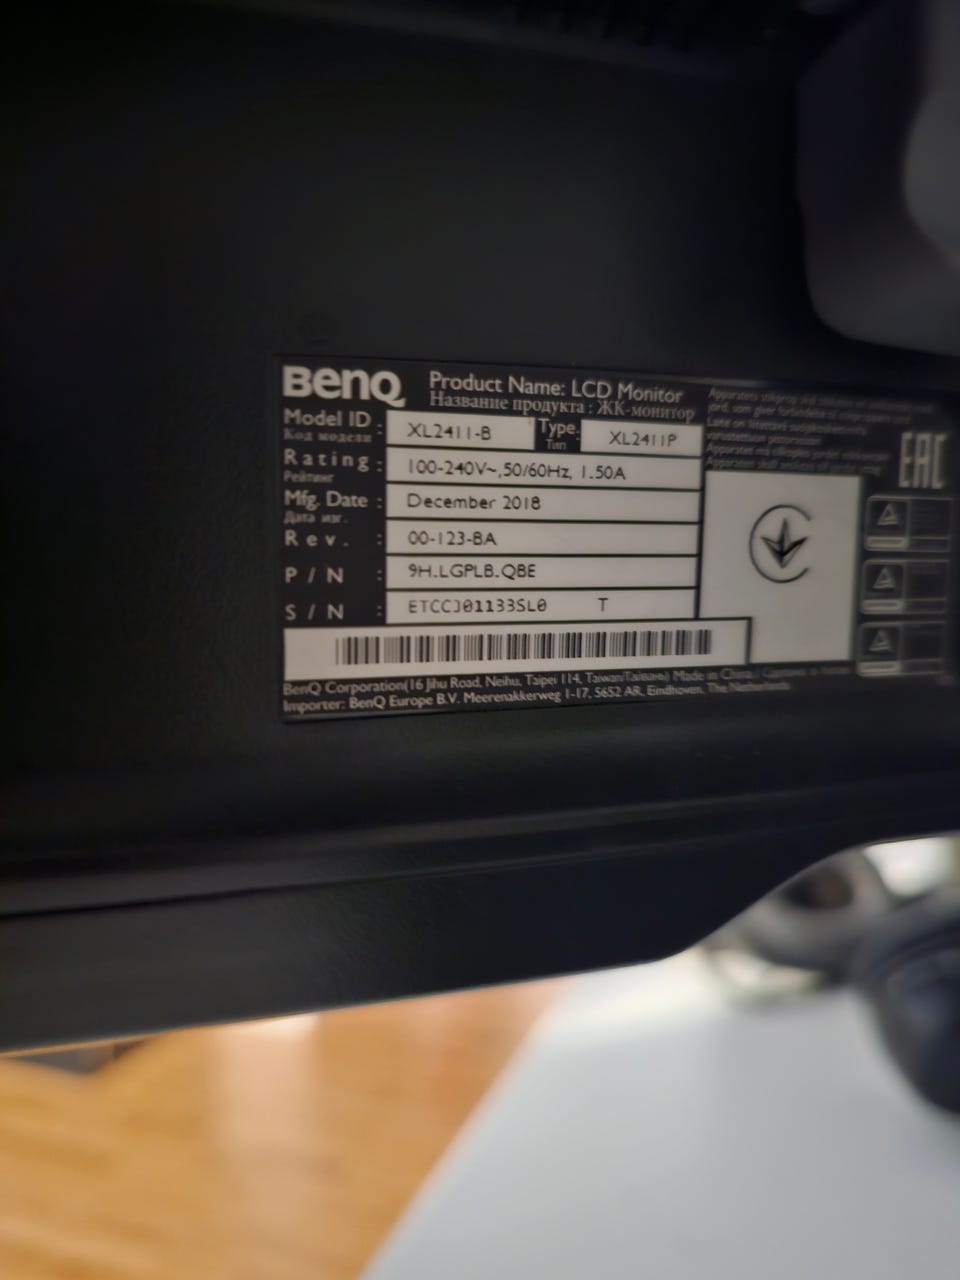 BenQ
Product Name: LCD Monitor
Название продукта : ЖК-монитор
Model ID : XL2411-B Type: XL2411P
Код модели Тип
Rating : 100-240V~,50/60Hz, 1.50A
Рейтинг
Mfg. Date : December 2018
Дата изг.
Rev. : 00-123-BA
P/N : 9H.LGPLB.QBE
S/N : ETCCJ01133SL0 T
EAC
BenQ Corporation(16 Jihu Road, Neihu, Taipei 114, Taiwan/Тайвань) Made in China /
Importer: BenQ Europe B.V. Meerenakkerweg 1-17, 5652 AR, Eindhoven, The Netherlands